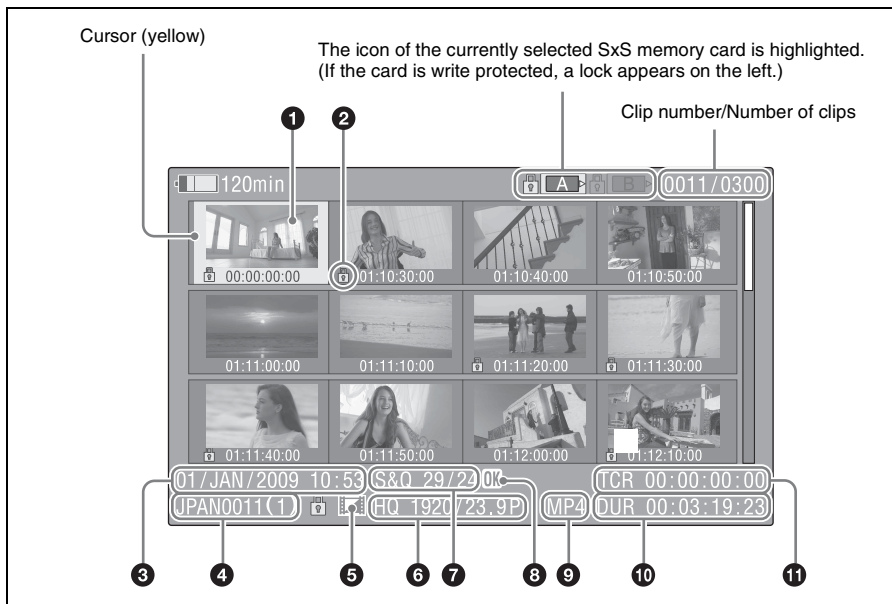 Cursor (yellow)
The icon of the currently selected SxS memory card is highlighted.
(If the card is write protected, a lock appears on the left.)
Clip number/Number of clips
1
2
120min
A
B
0011/0300
00:00:00:00
01:10:30:00
01:10:40:00
01:10:50:00
01:11:00:00
01:11:10:00
01:11:20:00
01:11:30:00
01:11:40:00
01:11:50:00
01:12:00:00
01:12:10:00
01/JAN/2009 10:53
S&Q 29/24
OK
TCR 00:00:00:00
JPAN0011(1)
HQ 1920/23.9P
MP4
DUR 00:03:19:23
3
4
5
6
7
8
9
10
11